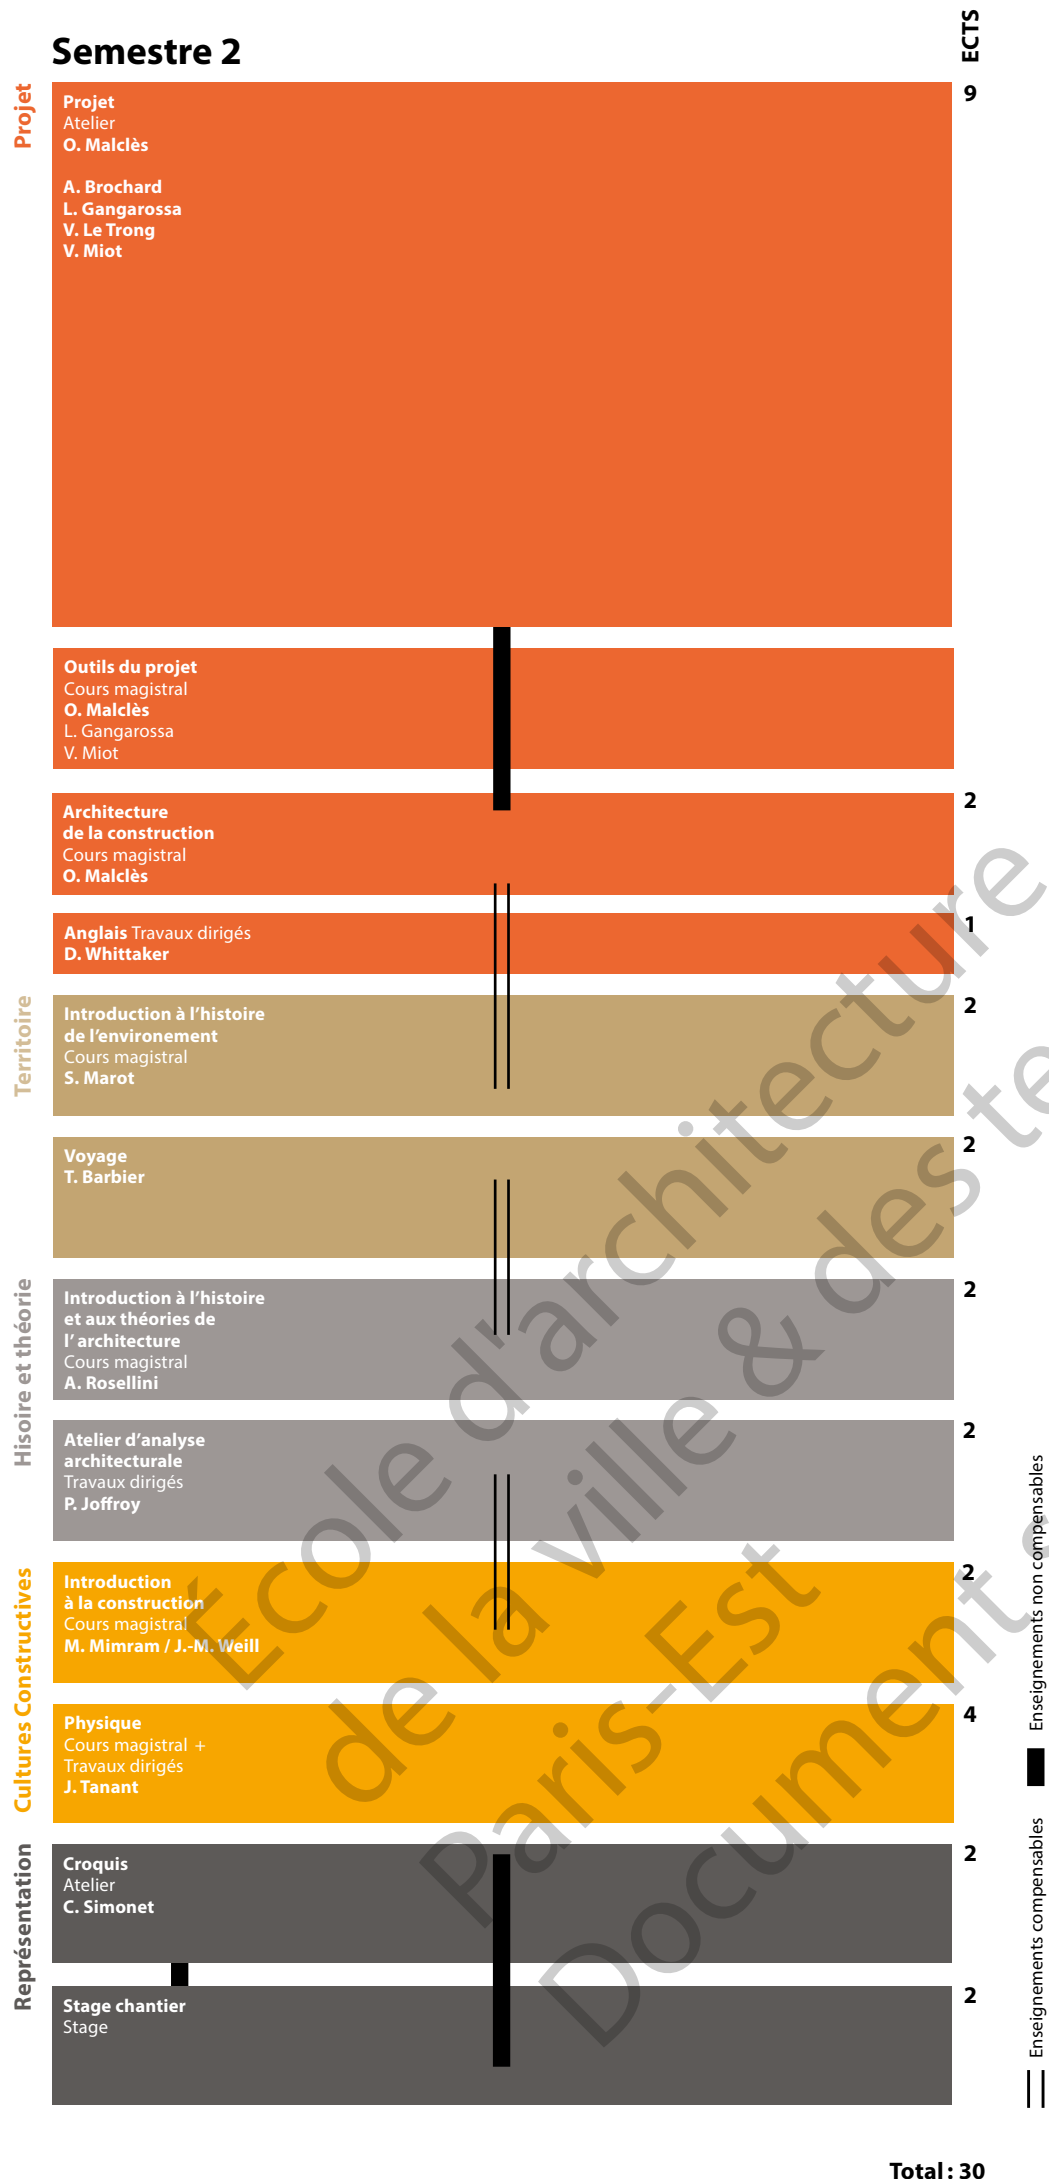 Semestre 2
ECTS
Projet
Projet
Atelier
O. Malclès
A. Brochard
L. Gangarossa
V. Le Trong
V. Miot
9
Outils du projet
Cours magistral
O. Malclès
L. Gangarossa
V. Miot
Architecture
de la construction
Cours magistral
O. Malclès
2
Anglais Travaux dirigés
D. Whittaker
1
Territoire
Introduction à l’histoire
de l’environement
Cours magistral
S. Marot
2
Voyage
T. Barbier
2
Hisoire et théorie
Introduction à l’histoire
et aux théories de
l’ architecture
Cours magistral
A. Rosellini
2
Atelier d’analyse
architecturale
Travaux dirigés
P. Joffroy
2
Cultures Constructives
Introduction
à la construction
Cours magistral
M. Mimram / J.-M. Weill
2
Physique
Cours magistral +
Travaux dirigés
J. Tanant
4
Représentation
Croquis
Atelier
C. Simonet
2
Stage chantier
Stage
2
Enseignements non compensables
Enseignements compensables
Total : 30
École d'architecture
de la ville & des te
Paris-Est
Document s